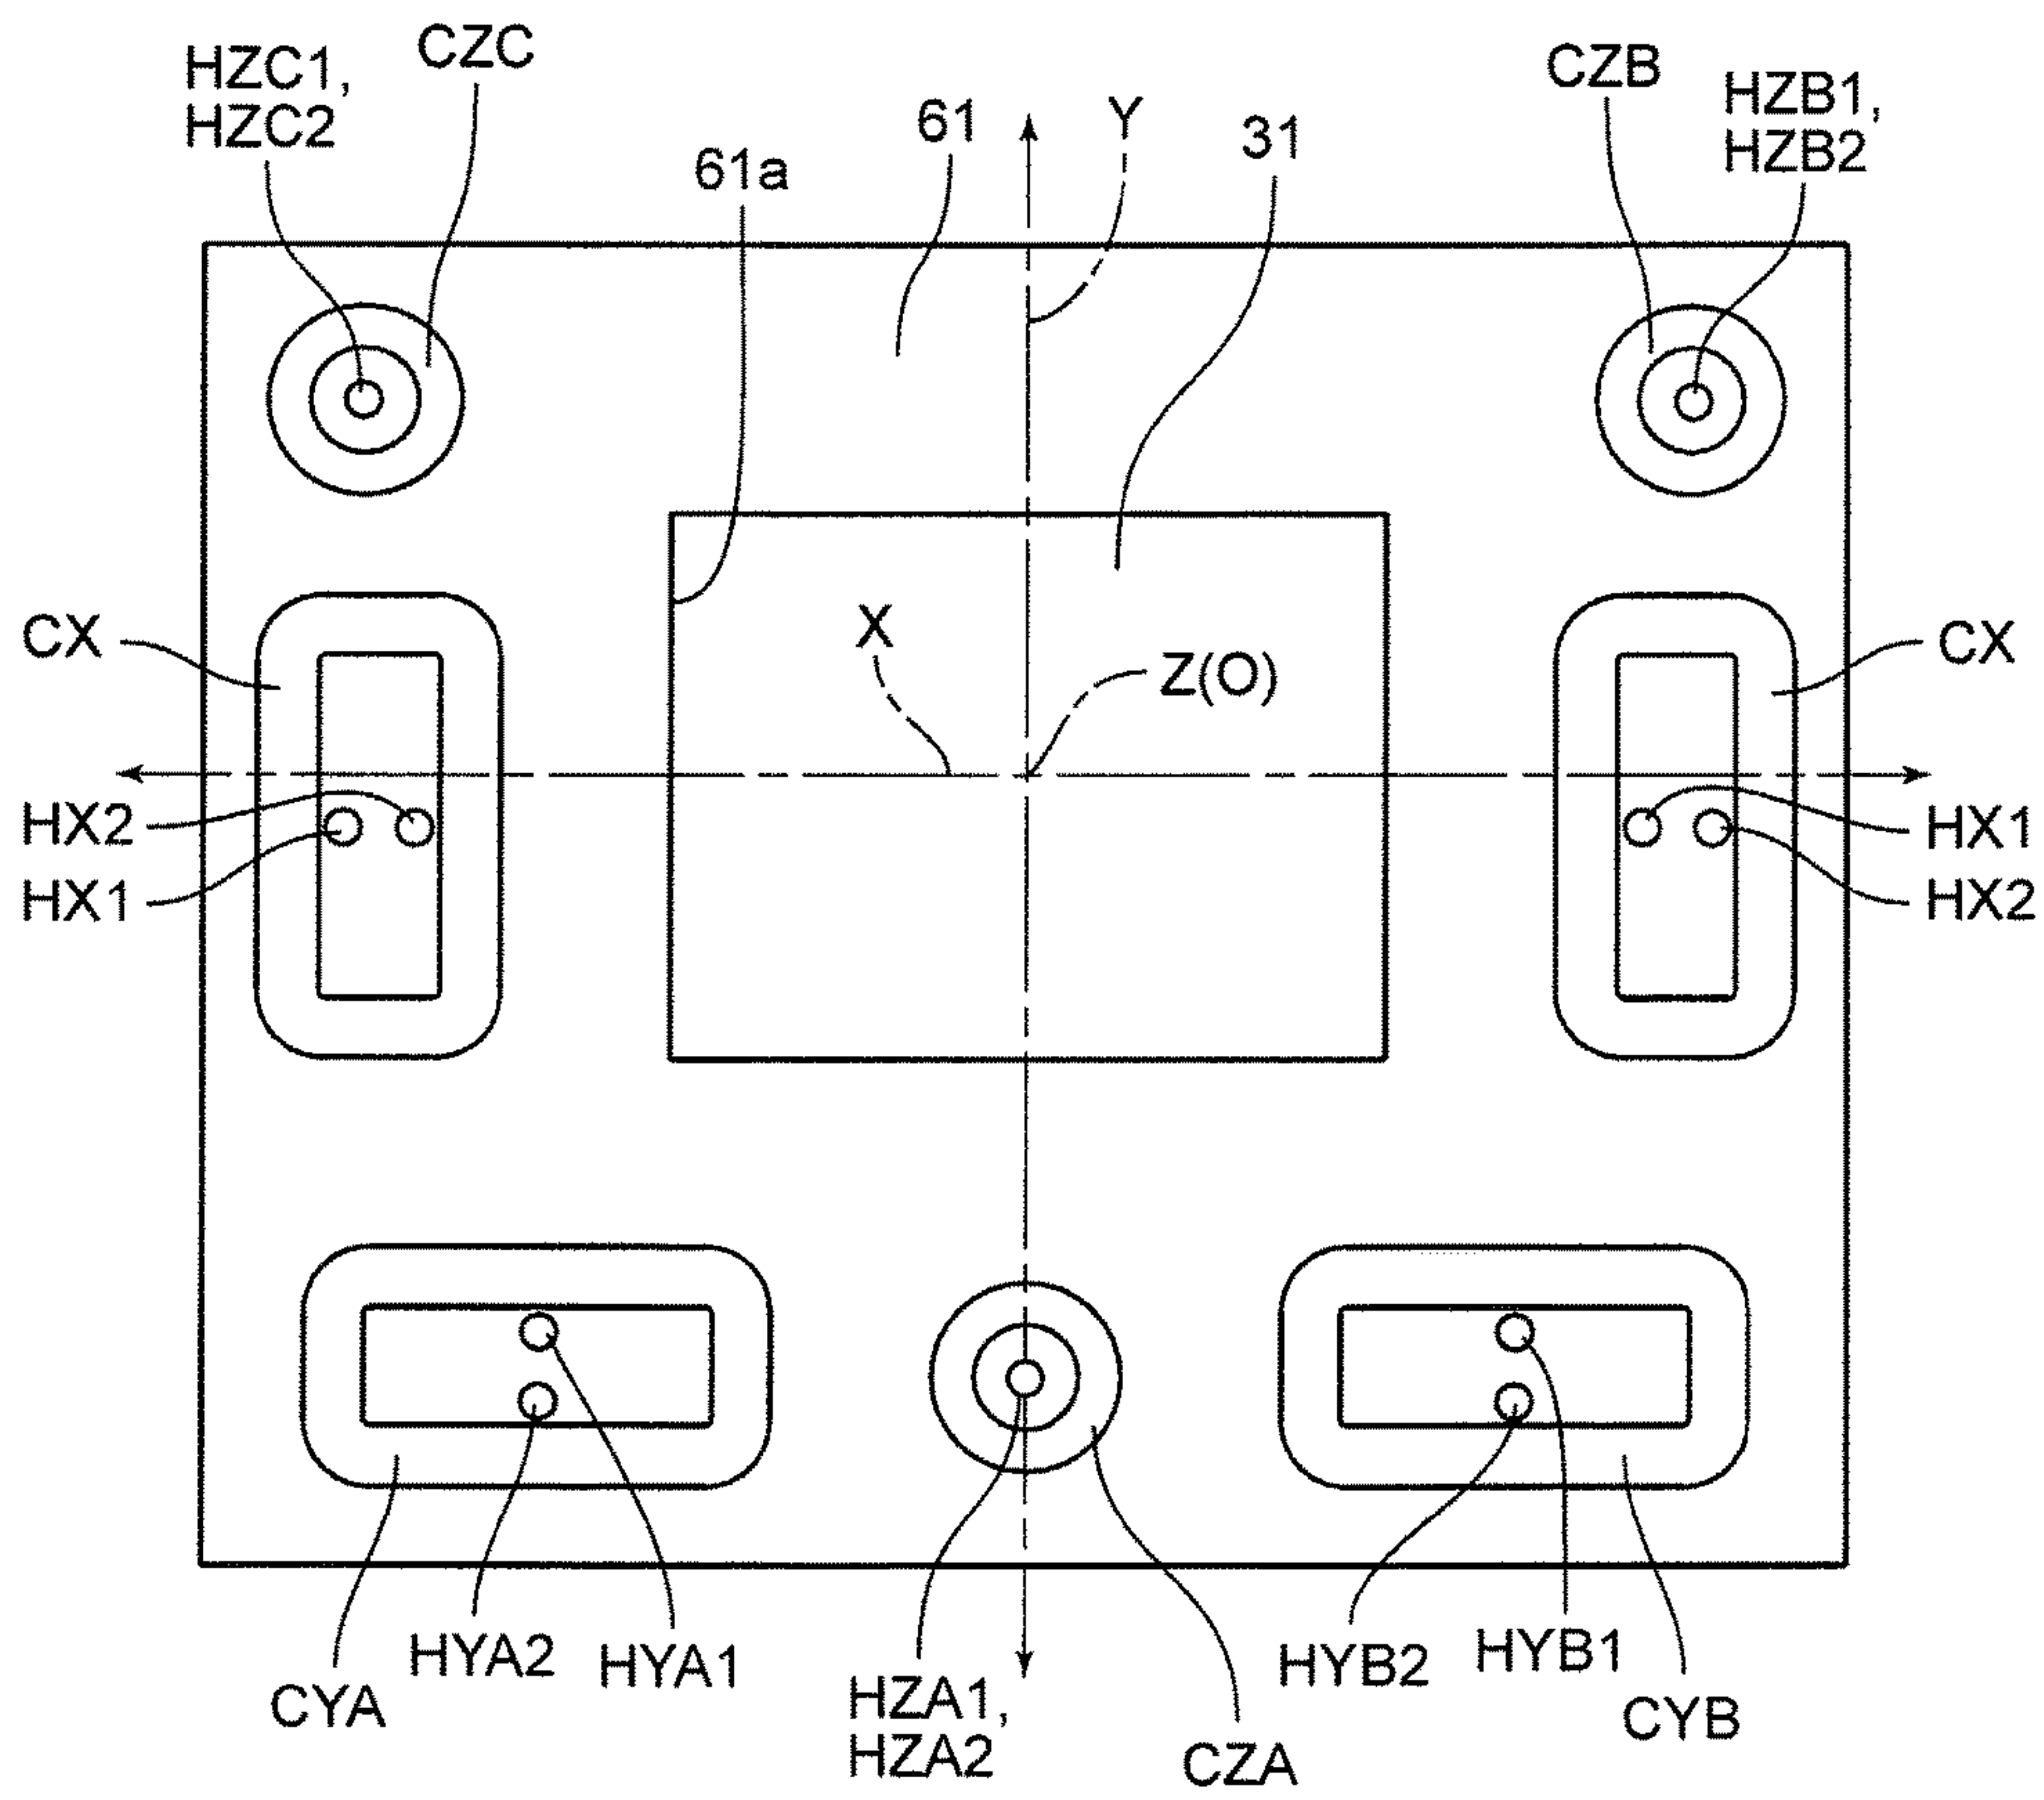 HZC1,
HZC2
CZC
61a
61
Y
31
CZB
HZB1,
HZB2
CX
X
Z(O)
CX
HX2
HX1
HX1
HX2
CYA
HYA2
HYA1
HZA1,
HZA2
CZA
HYB2
HYB1
CYB